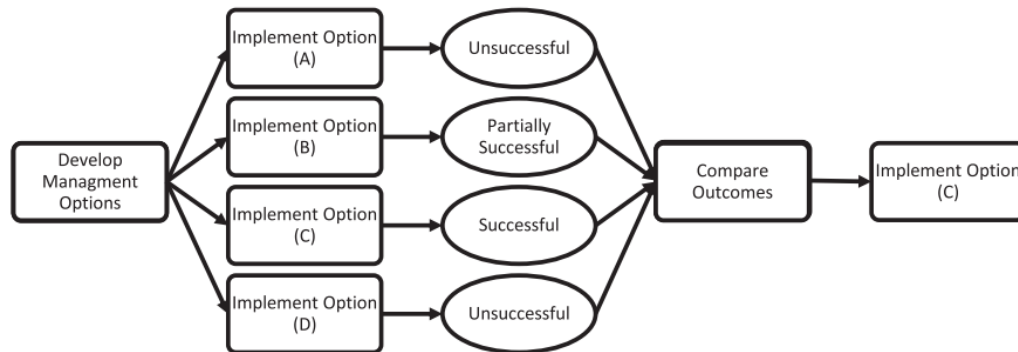 Develop
Managment
Options
Implement Option
(A)
Unsuccessful
Implement Option
(B)
Partially
Successful
Implement Option
(C)
Successful
Implement Option
(D)
Unsuccessful
Compare
Outcomes
Implement Option
(C)